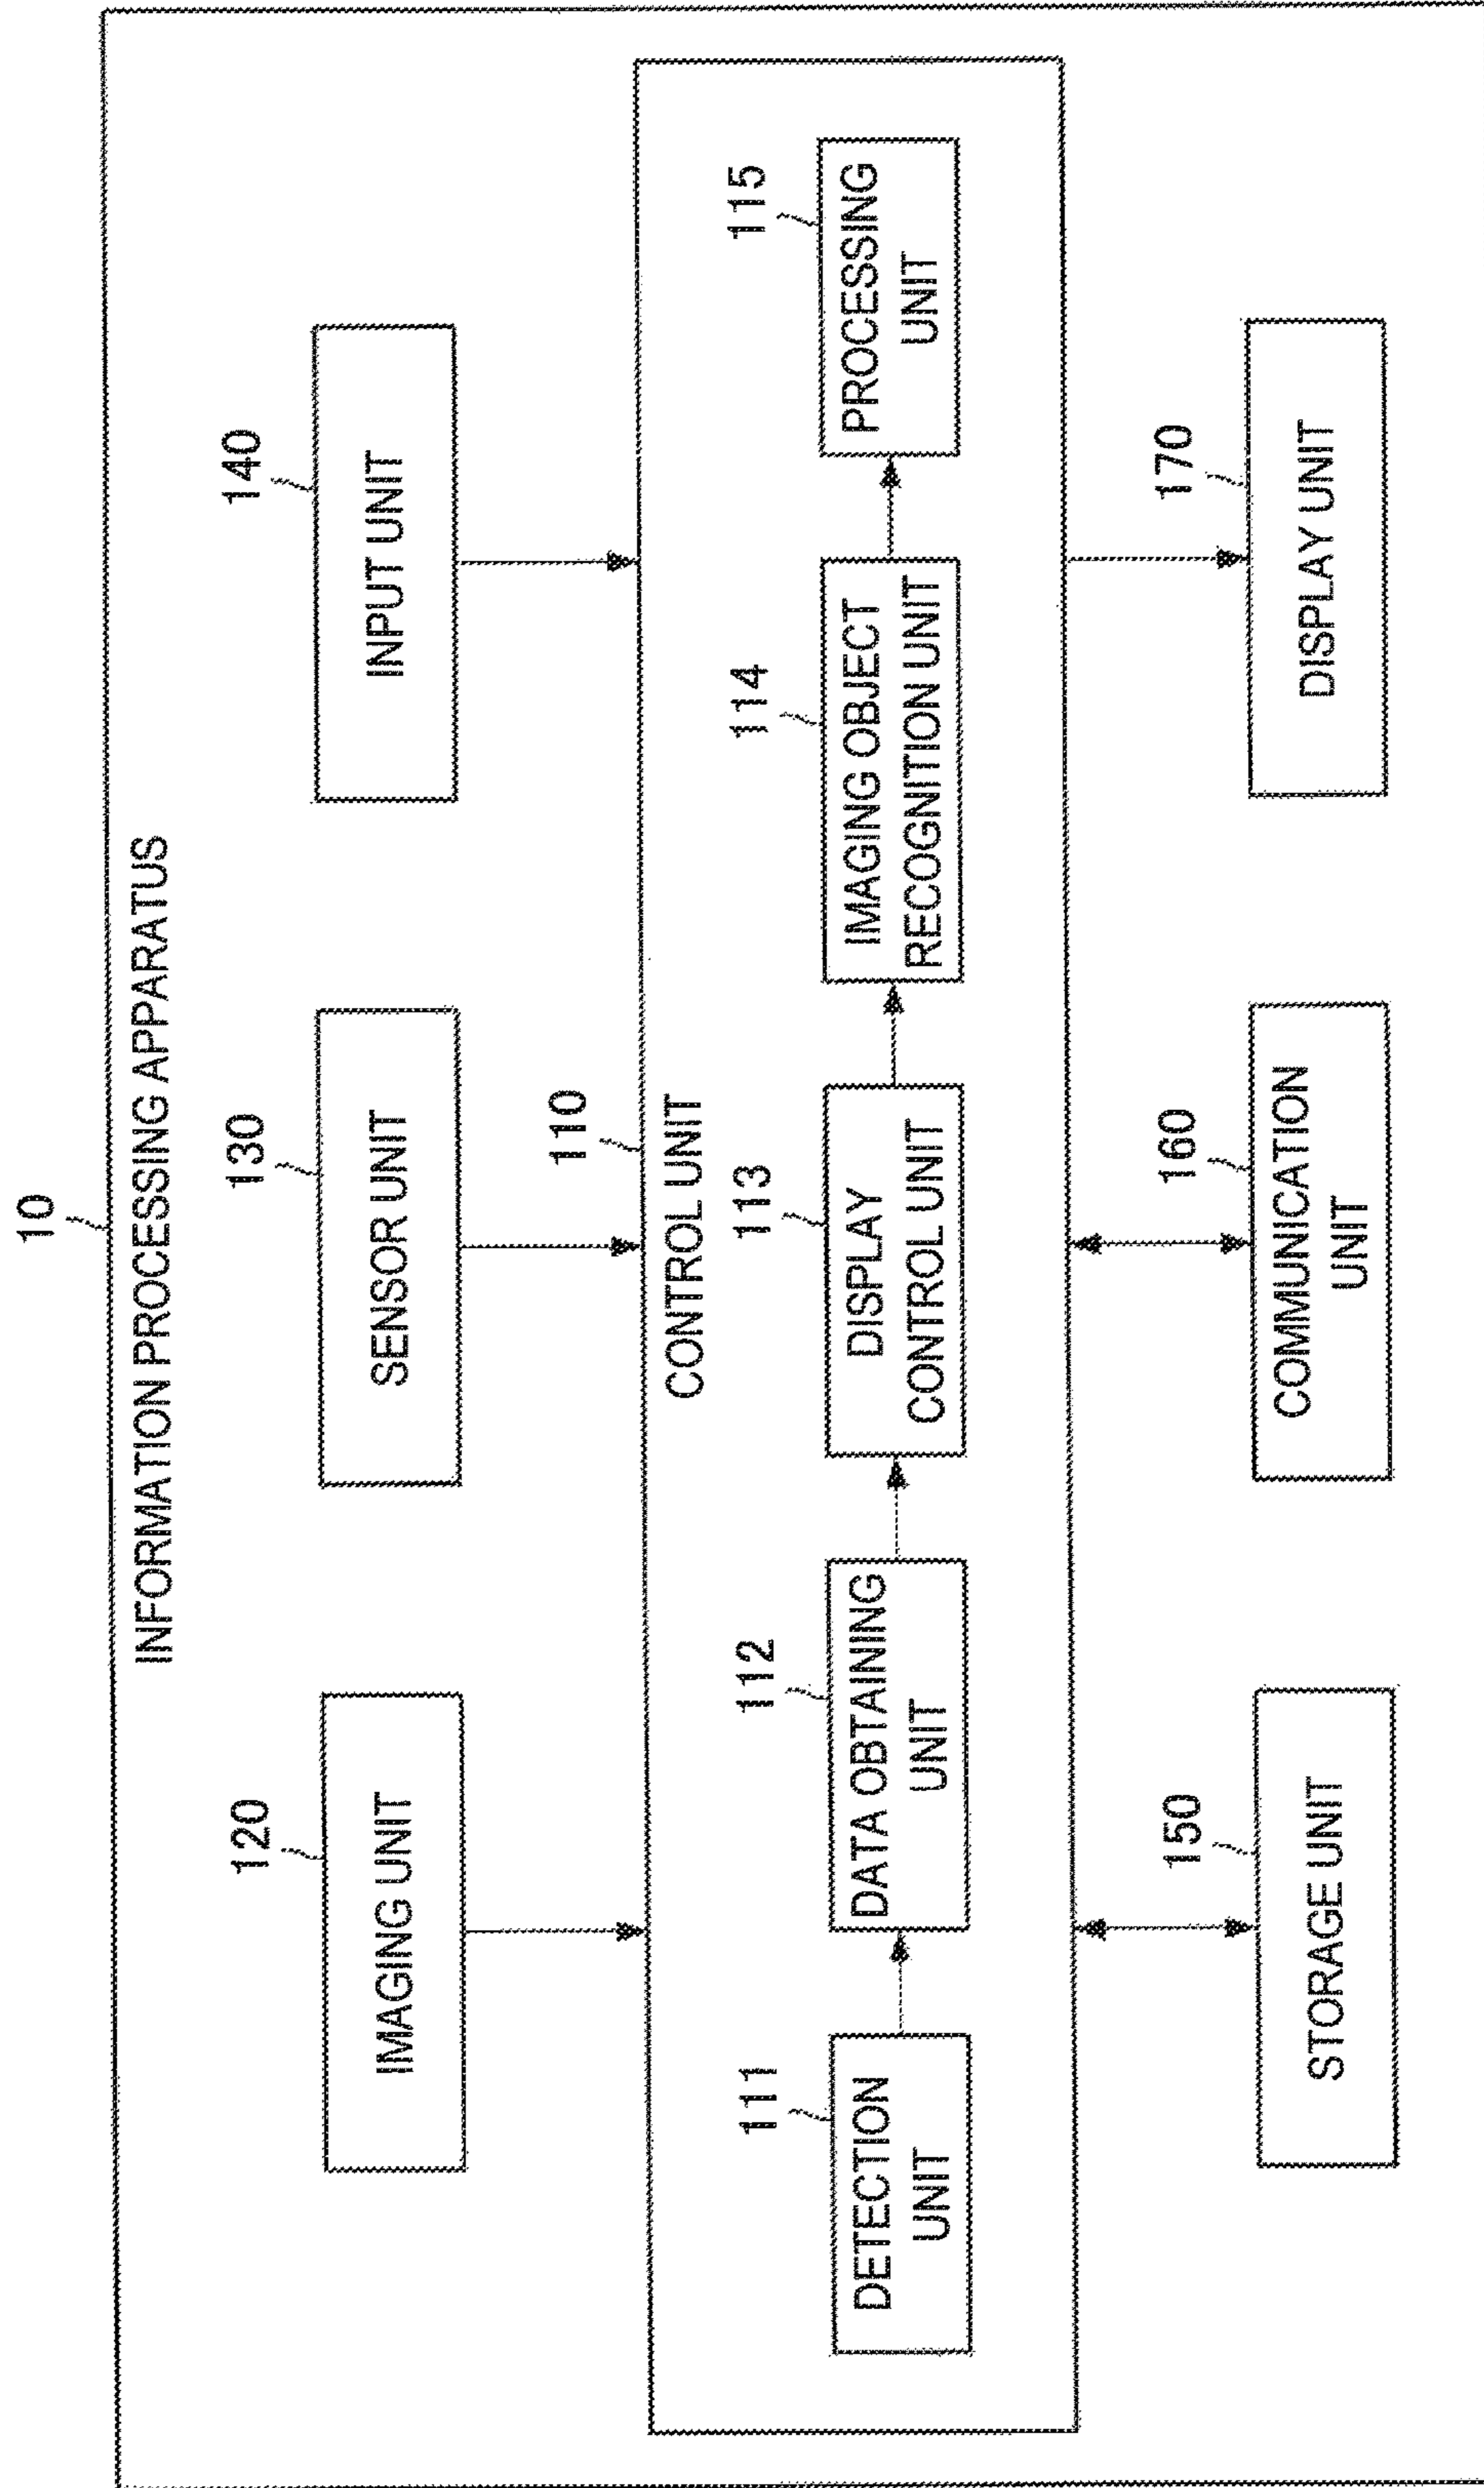 10
INFORMATION PROCESSING APPARATUS
120
IMAGING UNIT
130
SENSOR UNIT
140
INPUT UNIT
110
CONTROL UNIT
111
DETECTION
UNIT
112
DATA OBTAINING
UNIT
113
DISPLAY
CONTROL UNIT
114
IMAGING OBJECT
RECOGNITION UNIT
115
PROCESSING
UNIT
150
STORAGE UNIT
160
COMMUNICATION
UNIT
170
DISPLAY UNIT